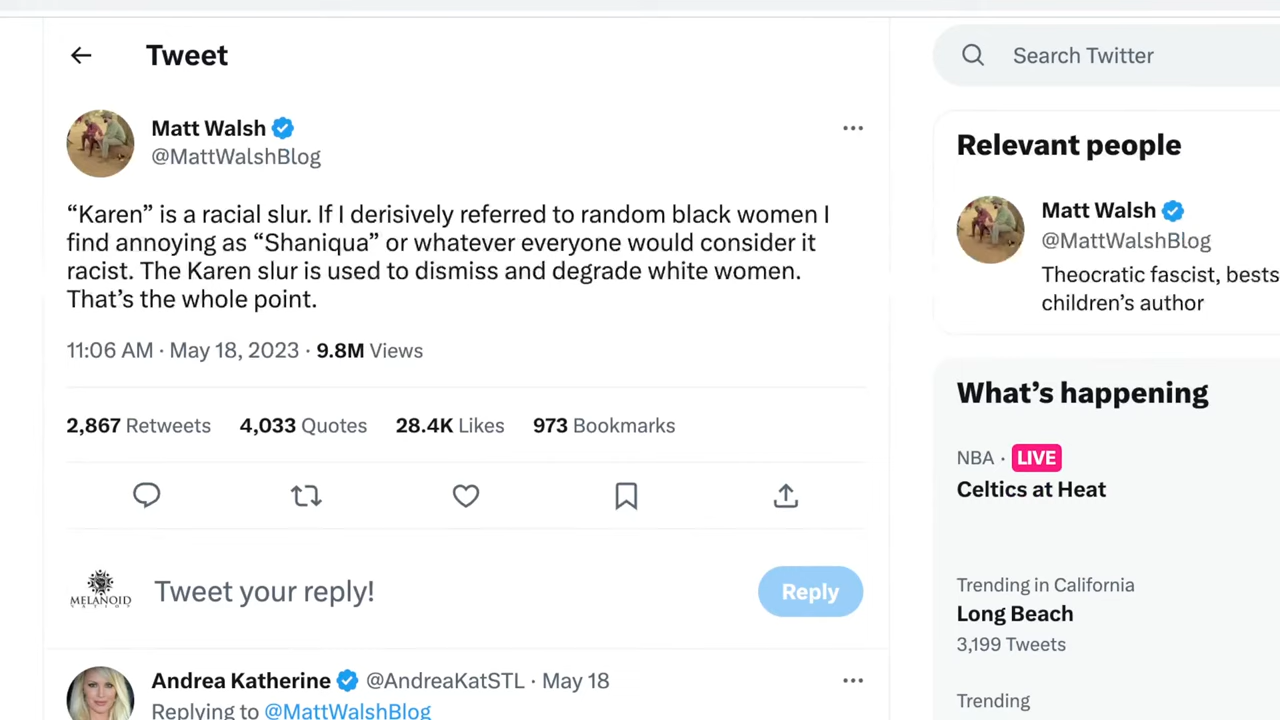 Tweet
Search Twitter
Matt Walsh
@MattWalshBlog
“Karen” is a racial slur. If I derisively referred to random black women I
find annoying as “Shaniqua” or whatever everyone would consider it
racist. The Karen slur is used to dismiss and degrade white women.
That’s the whole point.
11:06 AM · May 18, 2023 · 9.8M Views
2,867 Retweets 4,033 Quotes 28.4K Likes 973 Bookmarks
MELANOID
Tweet your reply!
Reply
Andrea Katherine @AndreaKatSTL · May 18
Replying to @MattWalshBlog
Relevant people
Matt Walsh
@MattWalshBlog
Theocratic fascist, bests
children’s author
What’s happening
NBA · LIVE
Celtics at Heat
Trending in California
Long Beach
3,199 Tweets
Trending